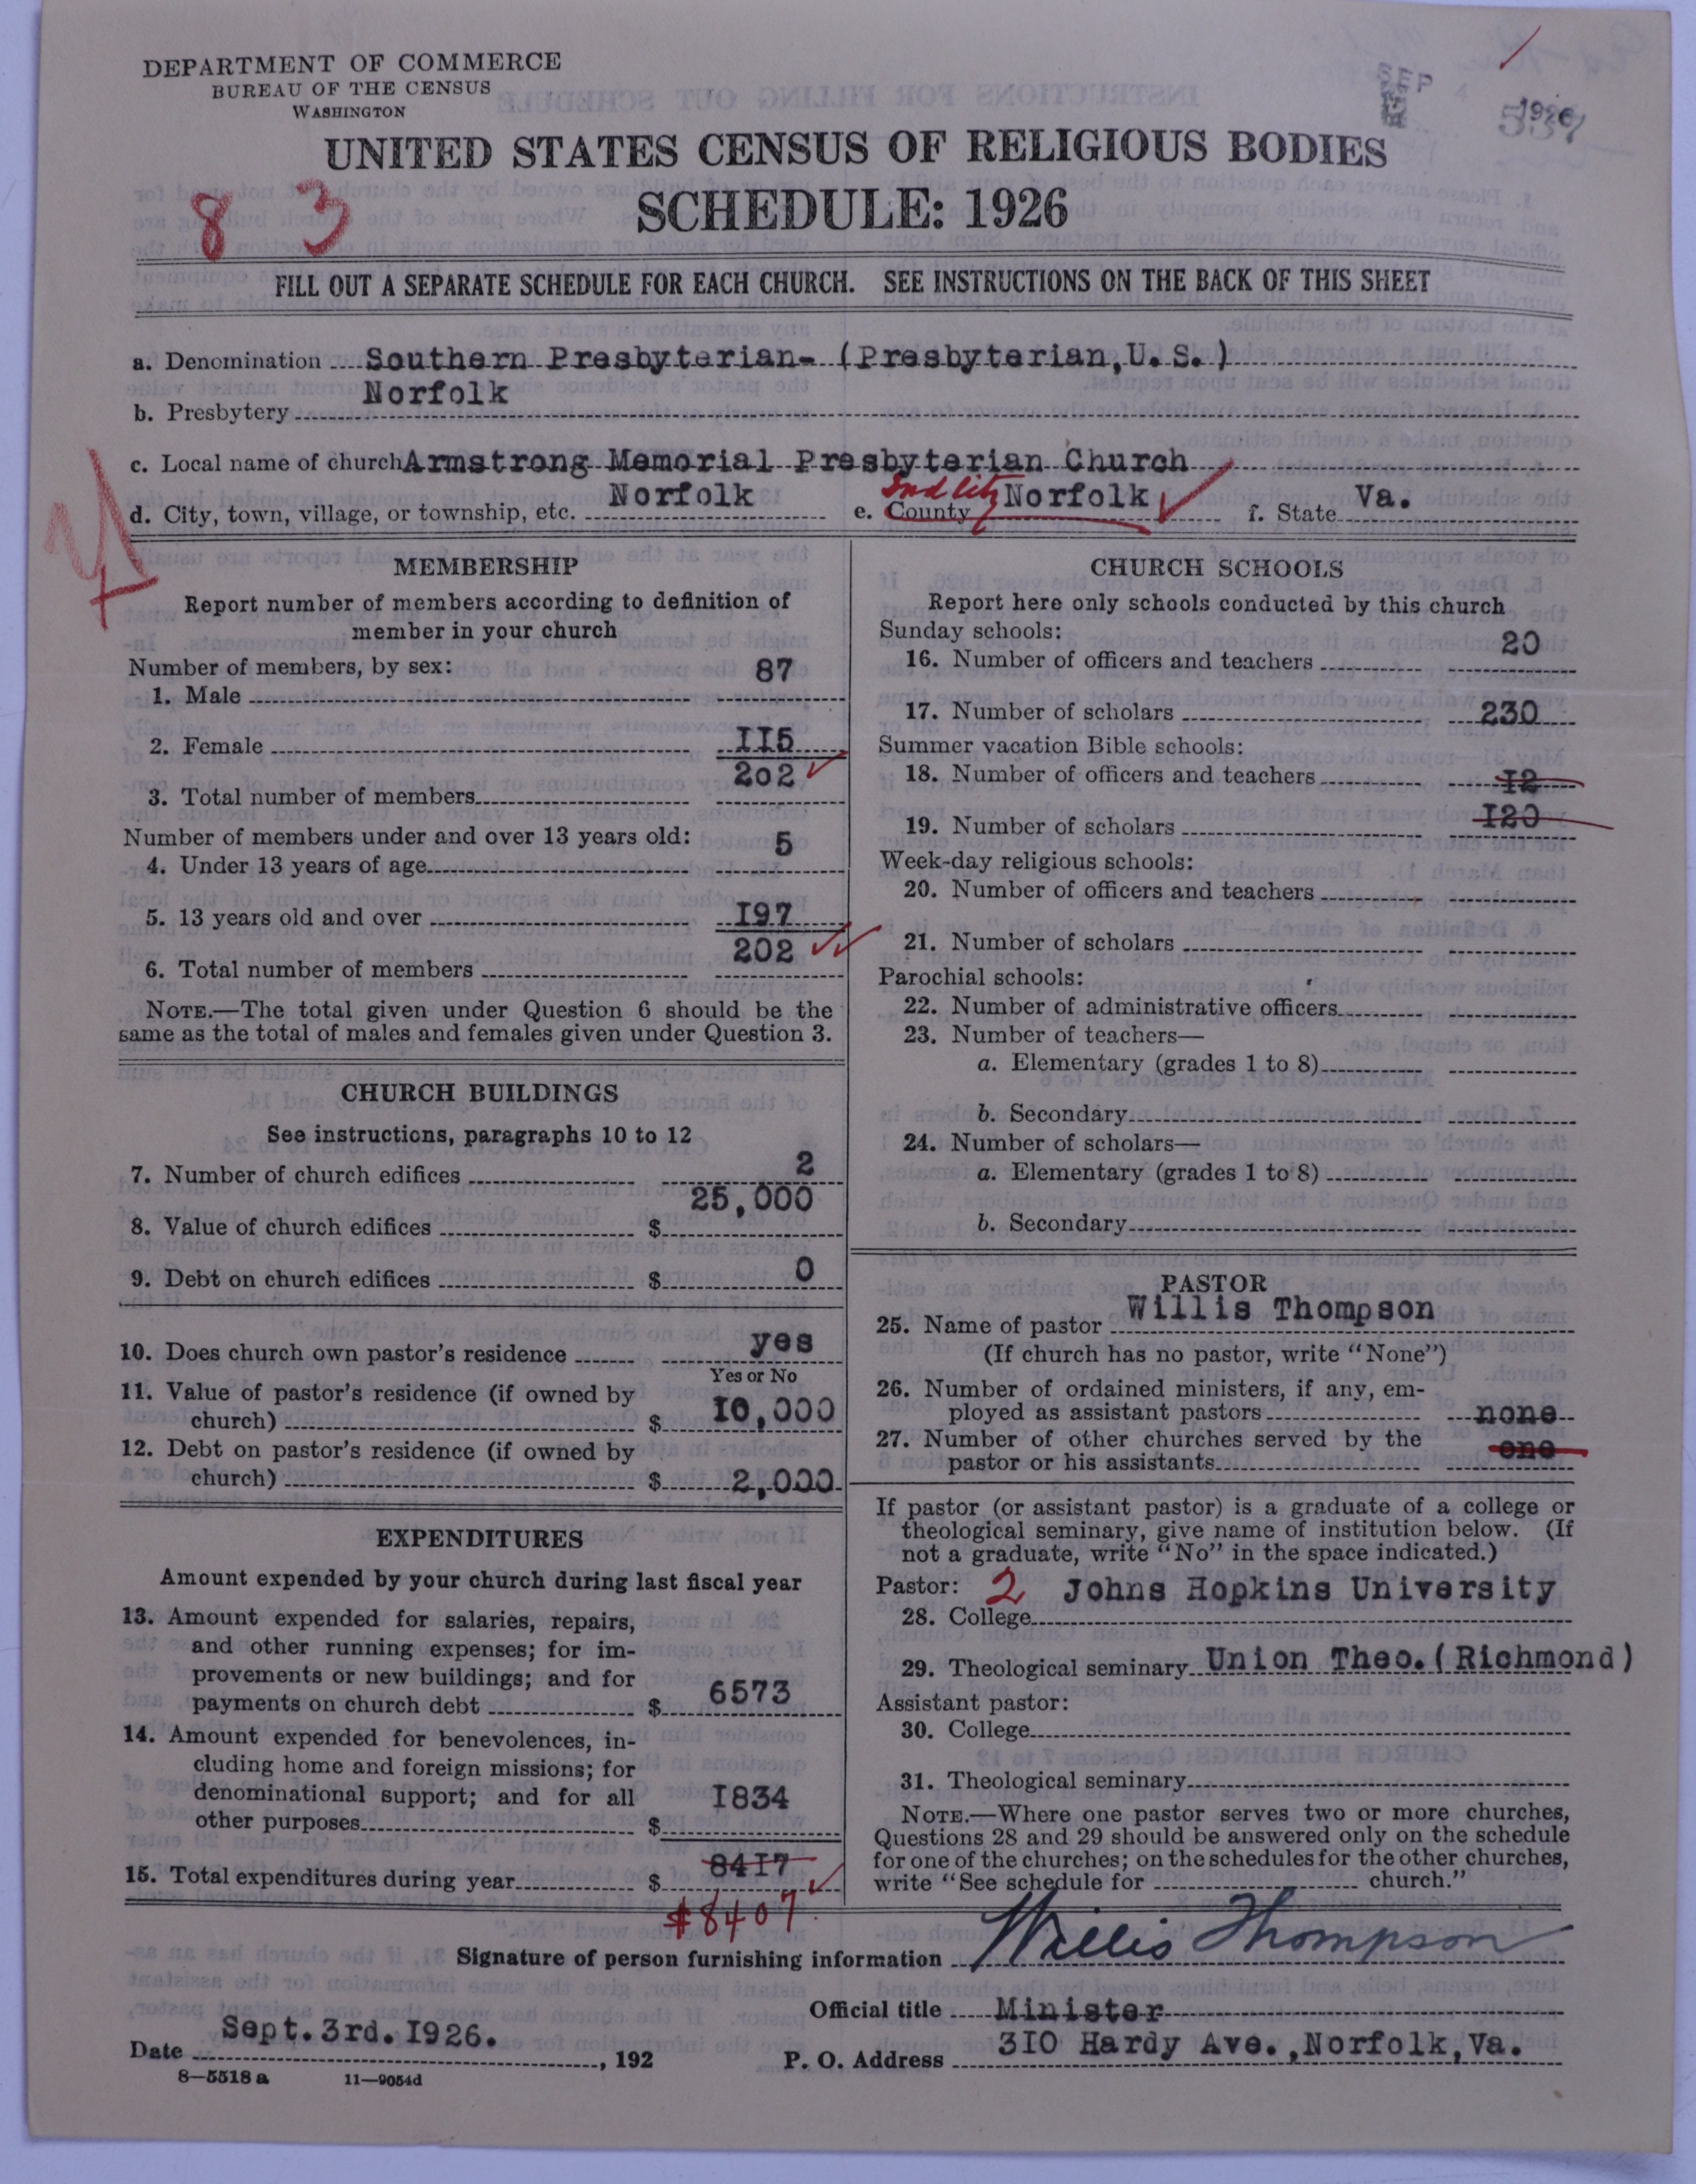 DEPARTMENT OF COMMERCE
BUREAU OF THE CENSUS
WASHINGTON
SEP 4 1926
537
UNITED STATES CENSUS OF RELIGIOUS BODIES
8 3
SCHEDULE: 1926
FILL OUT A SEPARATE SCHEDULE FOR EACH CHURCH. SEE INSTRUCTIONS ON THE BACK OF THIS SHEET
a. Denomination Southern Presbyterian- (Presbyterian,U.S.)
b. Presbytery Norfolk
c. Local name of church Armstrong Memorial Presbyterian Church
d. City, town, village, or township, etc. Norfolk e. County Ind city Norfolk f. State Va.
MEMBERSHIP
Report number of members according to definition of
member in your church
Number of members, by sex:
1. Male 87
2. Female II5
3. Total number of members 202
Number of members under and over 13 years old:
4. Under 13 years of age 5
5. 13 years old and over I97
6. Total number of members 202
NOTE.—The total given under Question 6 should be the
same as the total of males and females given under Question 3.
CHURCH BUILDINGS
See instructions, paragraphs 10 to 12
7. Number of church edifices 2
8. Value of church edifices $ 25,000
9. Debt on church edifices $ 0
10. Does church own pastor's residence yes
Yes or No
11. Value of pastor's residence (if owned by
church) $ I0,000
12. Debt on pastor's residence (if owned by
church) $ 2,000
EXPENDITURES
Amount expended by your church during last fiscal year
13. Amount expended for salaries, repairs,
and other running expenses; for im-
provements or new buildings; and for
payments on church debt $ 6573
14. Amount expended for benevolences, in-
cluding home and foreign missions; for
denominational support; and for all
other purposes $ I834
15. Total expenditures during year $ 84I7
$8407
CHURCH SCHOOLS
Report here only schools conducted by this church
Sunday schools:
16. Number of officers and teachers 20
17. Number of scholars 230
Summer vacation Bible schools:
18. Number of officers and teachers I2
19. Number of scholars I20
Week-day religious schools:
20. Number of officers and teachers
21. Number of scholars
Parochial schools:
22. Number of administrative officers
23. Number of teachers—
a. Elementary (grades 1 to 8)
b. Secondary
24. Number of scholars—
a. Elementary (grades 1 to 8)
b. Secondary
PASTOR
25. Name of pastor Willis Thompson
(If church has no pastor, write "None")
26. Number of ordained ministers, if any, em-
ployed as assistant pastors none
27. Number of other churches served by the
pastor or his assistants one
If pastor (or assistant pastor) is a graduate of a college or
theological seminary, give name of institution below. (If
not a graduate, write "No" in the space indicated.)
Pastor: 2
28. College Johns Hopkins University
29. Theological seminary Union Theo.(Richmond)
Assistant pastor:
30. College
31. Theological seminary
NOTE.—Where one pastor serves two or more churches,
Questions 28 and 29 should be answered only on the schedule
for one of the churches; on the schedules for the other churches,
write "See schedule for church."
Signature of person furnishing information Willis Thompson
Official title Minister
Date Sept.3rd.I926. , 192 P. O. Address 3I0 Hardy Ave.,Norfolk,Va.
8—5518 a 11—9054d